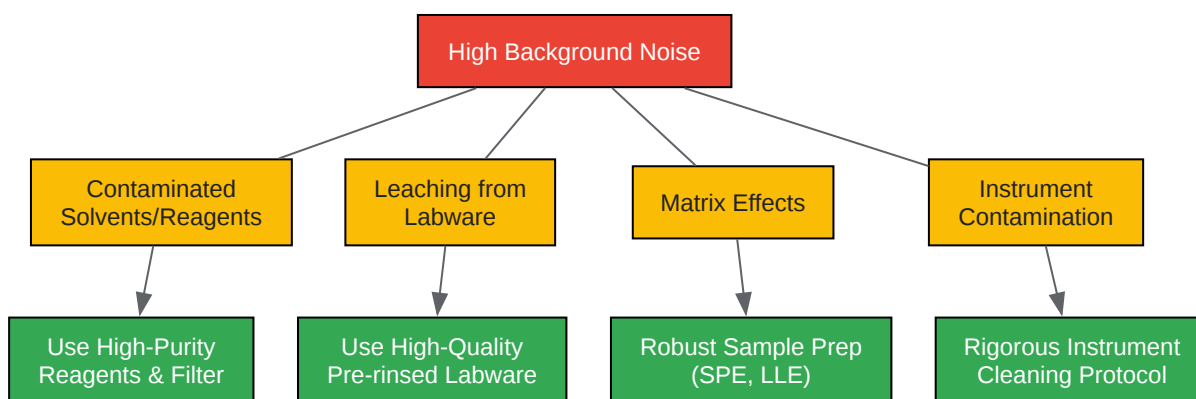 High Background Noise
Contaminated
Solvents/Reagents
Leaching from
Labware
Matrix Effects
Instrument
Contamination
Use High-Purity
Reagents & Filter
Use High-Quality
Pre-rinsed Labware
Robust Sample Prep
(SPE, LLE)
Rigorous Instrument
Cleaning Protocol